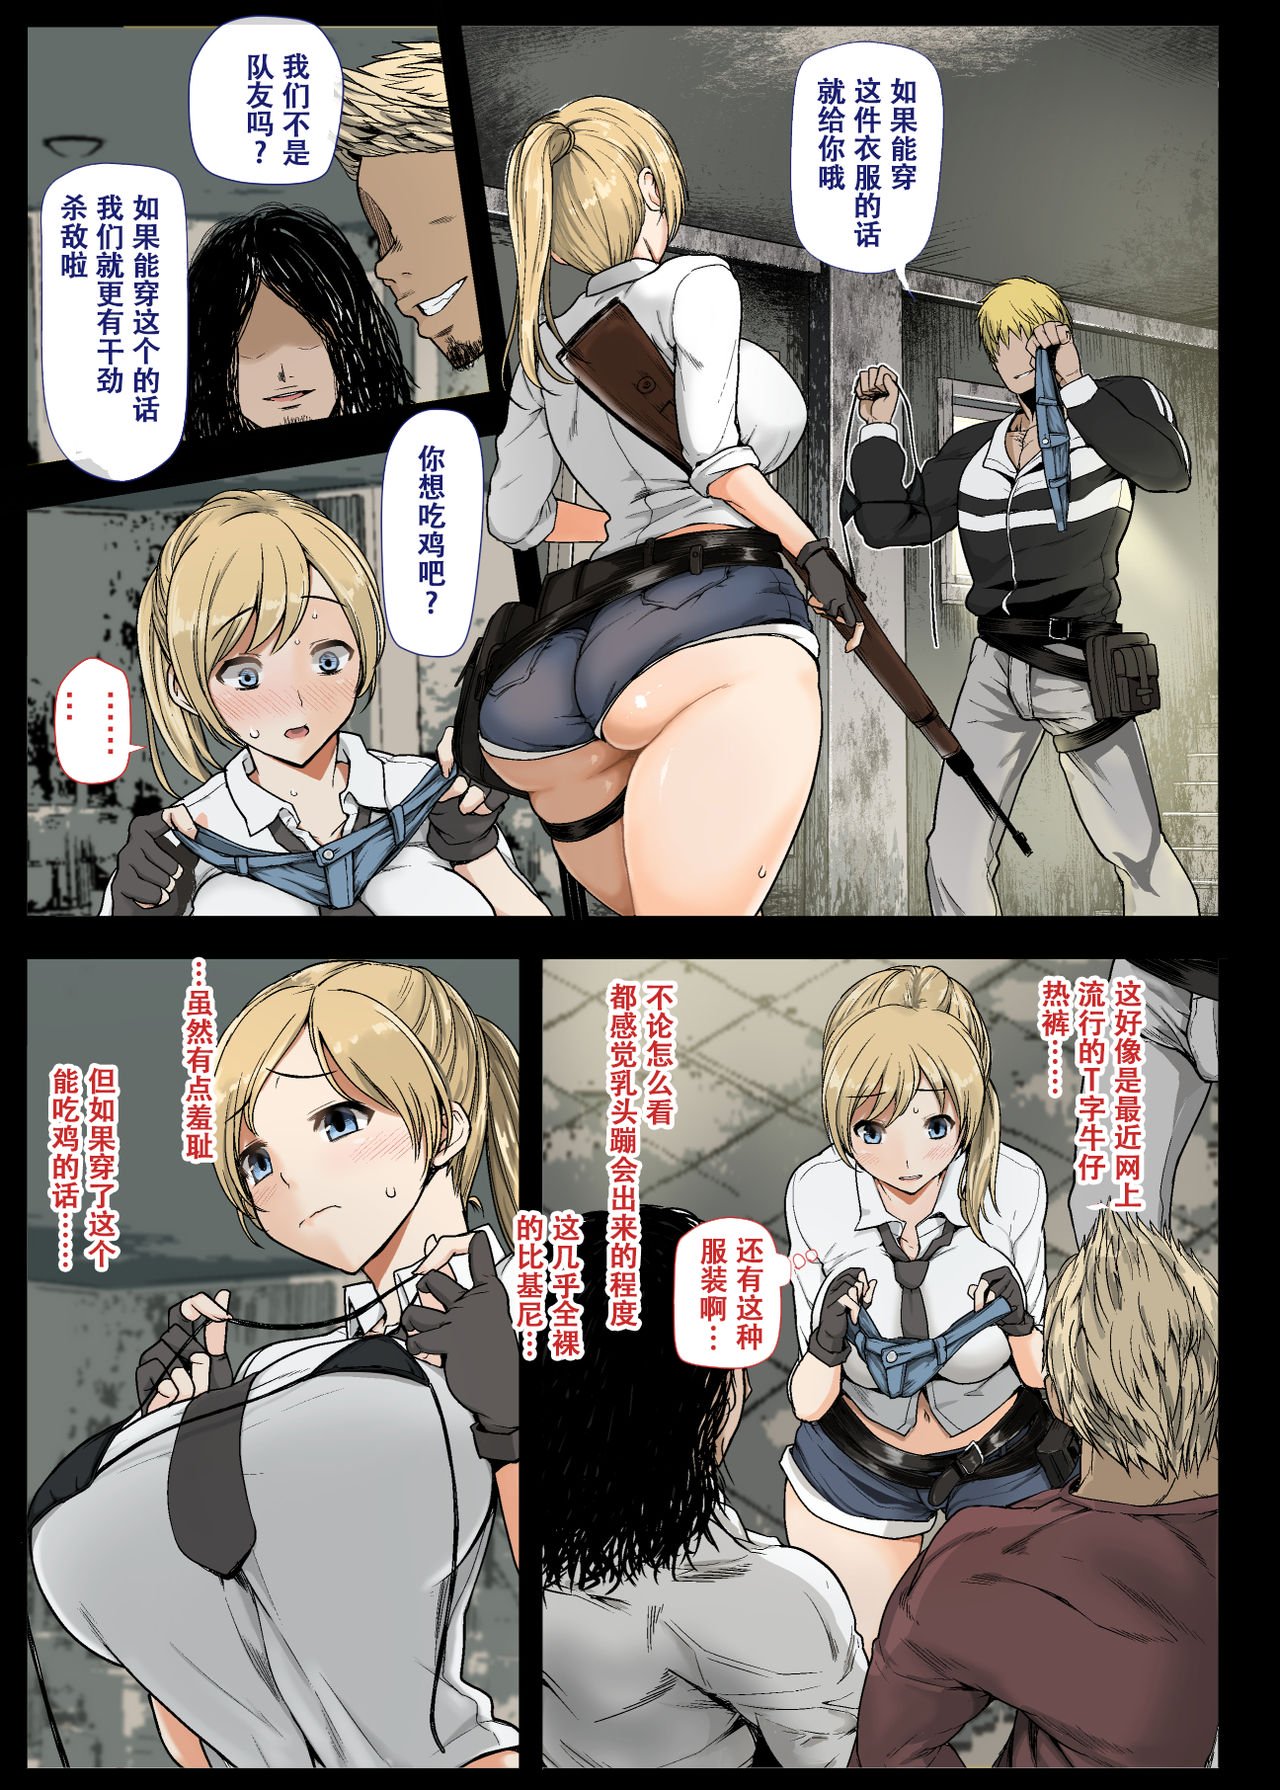 如果能穿
这件衣服的话
就给你哦
我们不是
队友吗？
如果能穿这个的话
我们就更有干劲
杀敌啦
你想吃鸡吧？
……
…
这好像是最近网上
流行的T字牛仔
热裤……
还有这种
服装啊…
不论怎么看
都感觉乳头蹦会出来的程度
这几乎全裸
的比基尼…
…虽然有点羞耻
但如果穿了这个
能吃鸡的话……